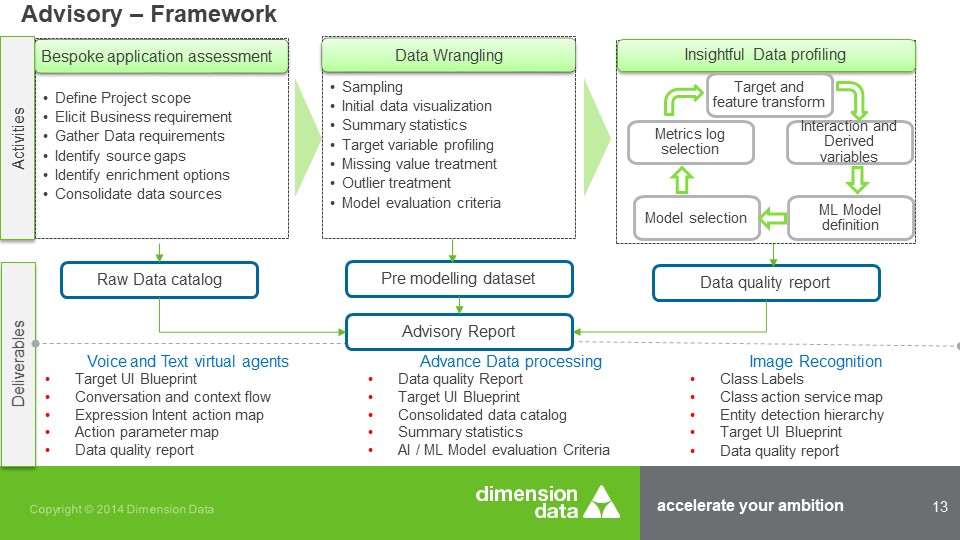 Advisory – Framework
Activities
Bespoke application assessment
• Define Project scope
• Elicit Business requirement
• Gather Data requirements
• Identify source gaps
• Identify enrichment options
• Consolidate data sources
Data Wrangling
• Sampling
• Initial data visualization
• Summary statistics
• Target variable profiling
• Missing value treatment
• Outlier treatment
• Model evaluation criteria
Insightful Data profiling
Target and
feature transform
Interaction and
Derived
variables
ML Model
definition
Model selection
Metrics log
selection
Deliverables
Raw Data catalog
Pre modelling dataset
Data quality report
Advisory Report
Voice and Text virtual agents
• Target UI Blueprint
• Conversation and context flow
• Expression Intent action map
• Action parameter map
• Data quality report
Advance Data processing
• Data quality Report
• Target UI Blueprint
• Consolidated data catalog
• Summary statistics
• AI / ML Model evaluation Criteria
Image Recognition
• Class Labels
• Class action service map
• Entity detection hierarchy
• Target UI Blueprint
• Data quality report
Copyright © 2014 Dimension Data
dimension
data
accelerate your ambition
13